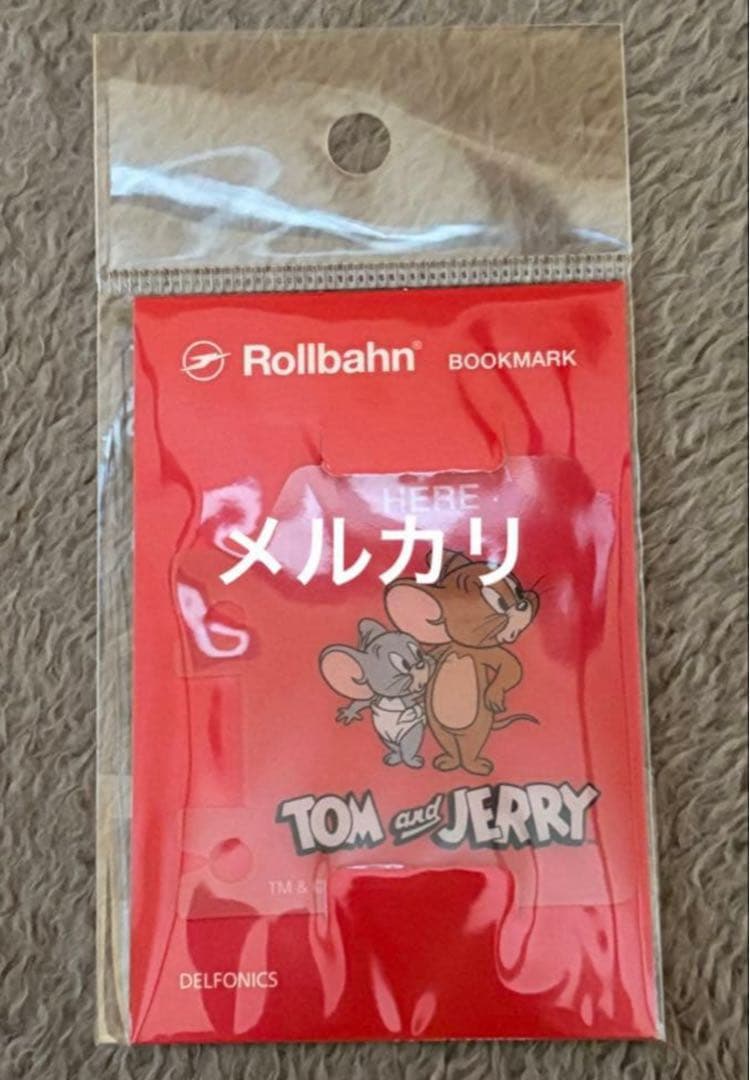 Rollbahn® BOOKMARK
HERE
メルカリ
TOM and JERRY
TM & ©
DELFONICS